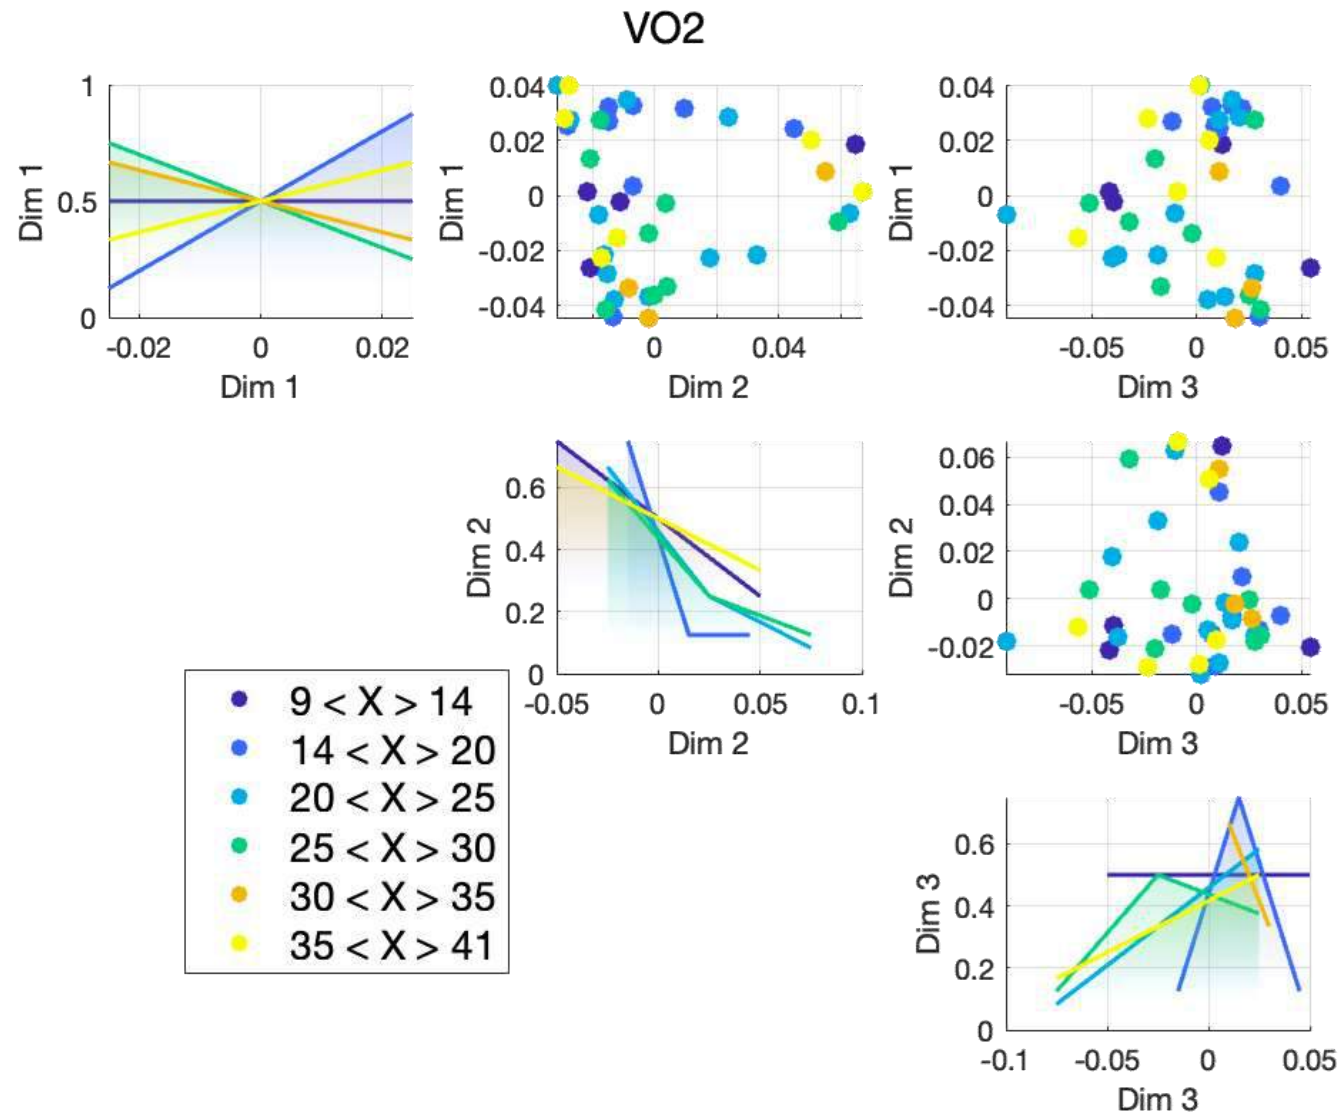 VO2
1
0.5
0
Dim 1
-0.02 0 0.02
Dim 1
0.04
0.02
0
-0.02
-0.04
Dim 1
0 0.04
Dim 2
0.04
0.02
0
-0.02
-0.04
Dim 1
-0.05 0 0.05
Dim 3
0.6
0.4
0.2
0
Dim 2
-0.05 0 0.05 0.1
Dim 2
0.06
0.04
0.02
0
-0.02
Dim 2
-0.05 0 0.05
Dim 3
9 < X > 14
14 < X > 20
20 < X > 25
25 < X > 30
30 < X > 35
35 < X > 41
0.6
0.4
0.2
0
Dim 3
-0.1 -0.05 0 0.05
Dim 3